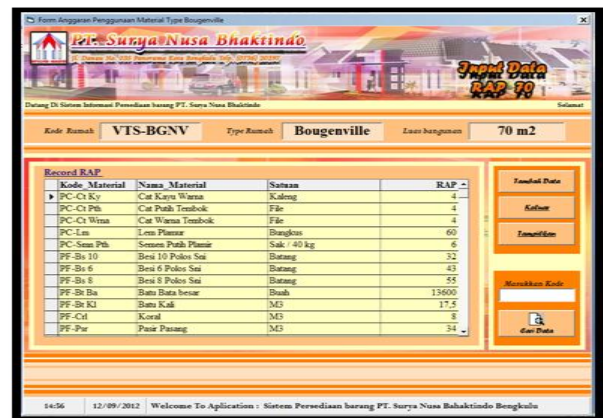 Form Anggaran Penggunaan Material Type Bougenville
PT. Surya Nusa Bhaktindo
Input Data
RAP 70
Datang Di Sistem Informasi Persediaan barang PT. Surya Nusa Bhaktindo
Selamat
Kode Rumah VTS-BGNV Type Rumah Bougenville Luas bangunan 70 m2
Record RAP
Kode_Material Nama_Material Satuan RAP
PC-Ct Ky Cat Kayu Warna Kaleng 4
PC-Ct Pth Cat Putih Tembok File 4
PC-Ct Wrna Cat Warna Tembok File 4
PC-Lm Lem Plamur Bungkus 60
PC-Smn Pth Semen Putih Plamir Sak / 40 kg 6
PF-Bs 10 Besi 10 Polos Sni Batang 32
PF-Bs 6 Besi 6 Polos Sni Batang 43
PF-Bs 8 Besi 8 Polos Sni Batang 55
PF-Bt Ba Batu Bata besar Buah 13600
PF-Bt Kl Batu Kali M3 17,5
PF-Crl Koral M3 8
PF-Psr Pasir Pasang M3 34
Tambah Data
Keluar
Tampilkan
Masukkan Kode
Cari Data
14:56 12/09/2012 Welcome To Aplication : Sistem Persediaan barang PT. Surya Nusa Bahaktindo Bengkulu